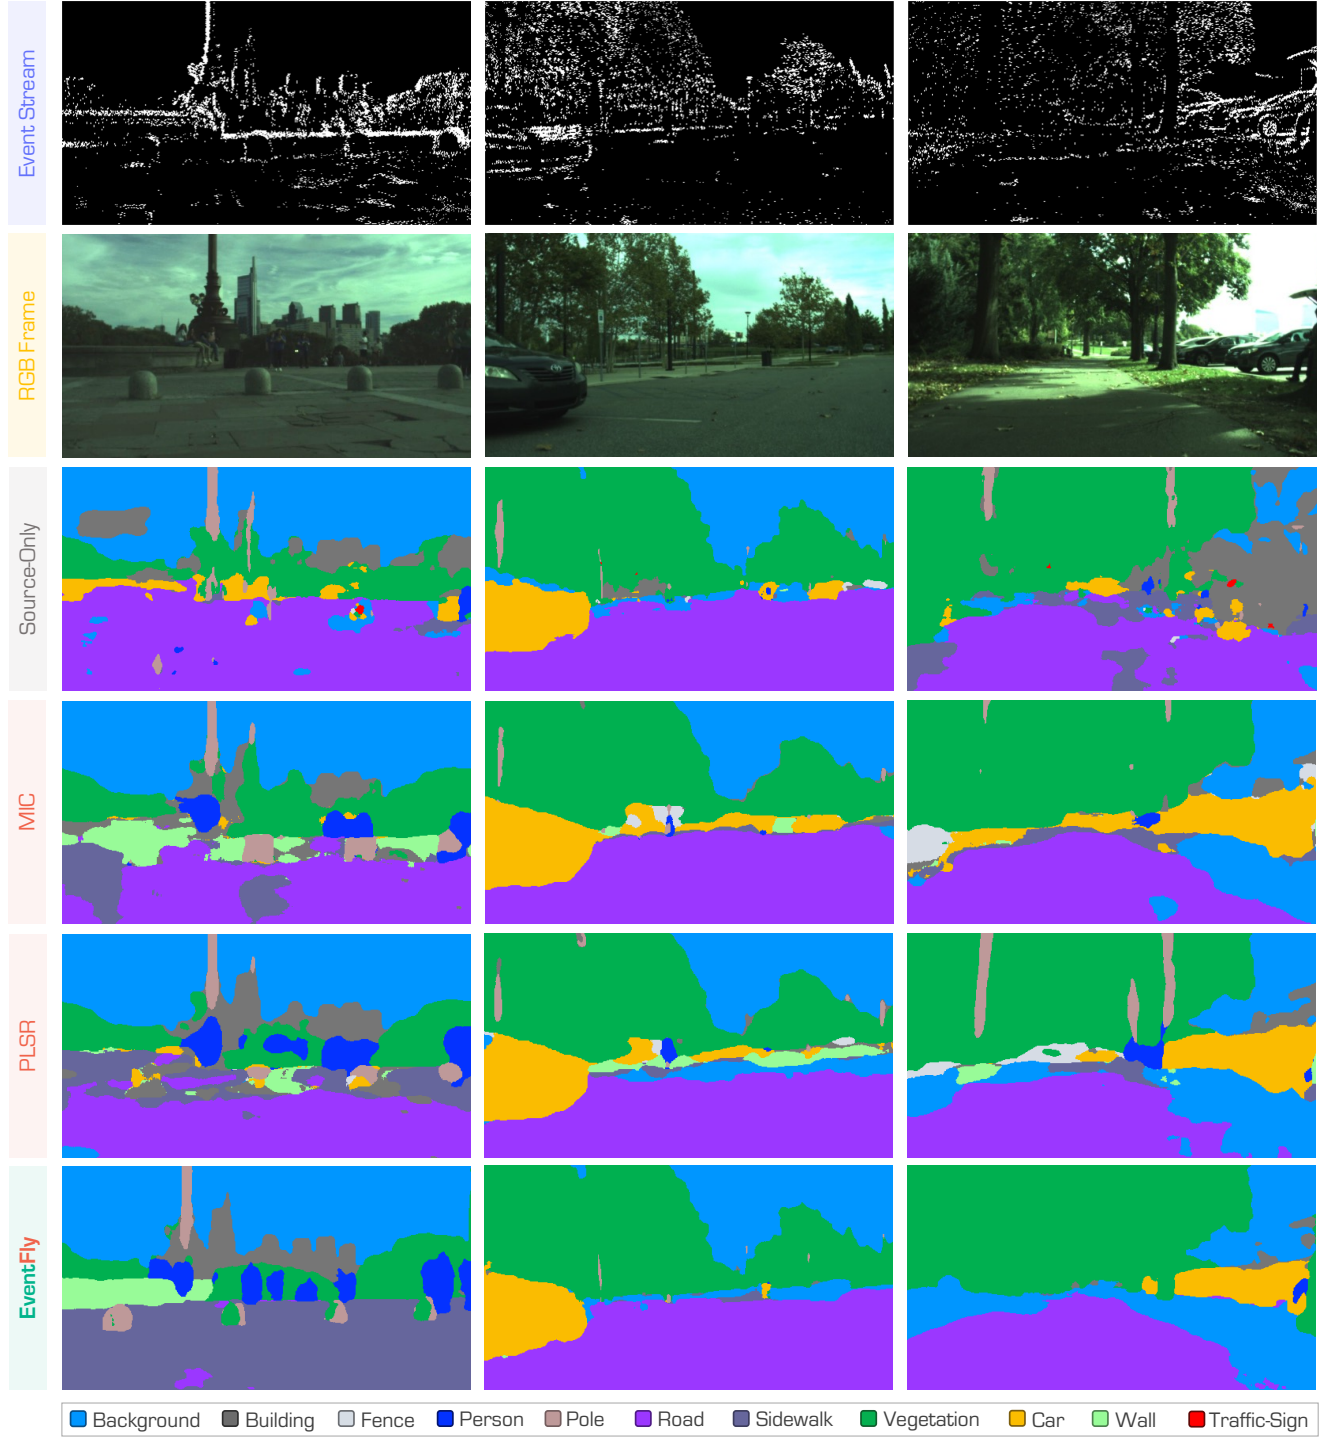 Event Stream
RGB Frame
Source-Only
MIC
PLSR
EventFly
Background Building Fence Person Pole Road Sidewalk Vegetation Car Wall Traffic-Sign